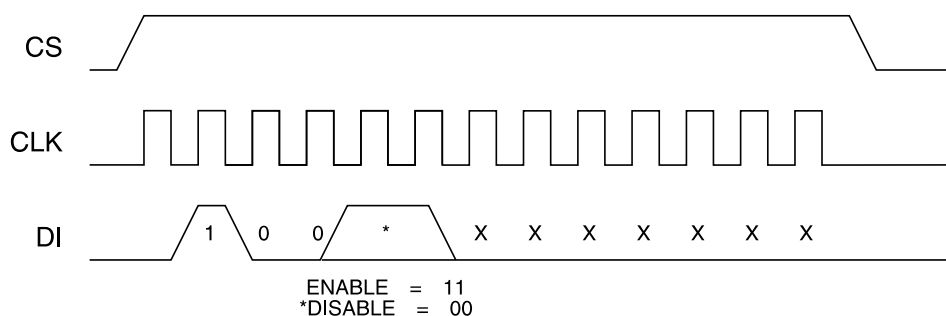 CS
CLK
DI 1 0 0 * X X X X X X X
ENABLE = 11
*DISABLE = 00